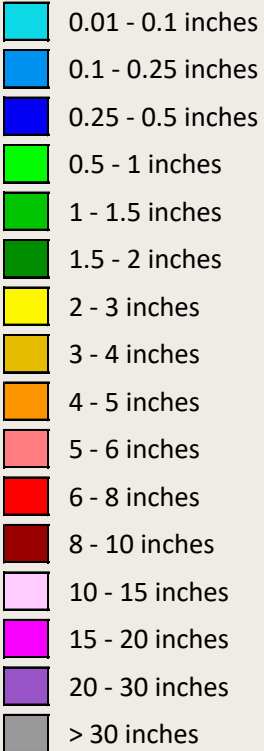 0.01 - 0.1 inches
0.1 - 0.25 inches
0.25 - 0.5 inches
0.5 - 1 inches
1 - 1.5 inches
1.5 - 2 inches
2 - 3 inches
3 - 4 inches
4 - 5 inches
5 - 6 inches
6 - 8 inches
8 - 10 inches
10 - 15 inches
15 - 20 inches
20 - 30 inches
> 30 inches